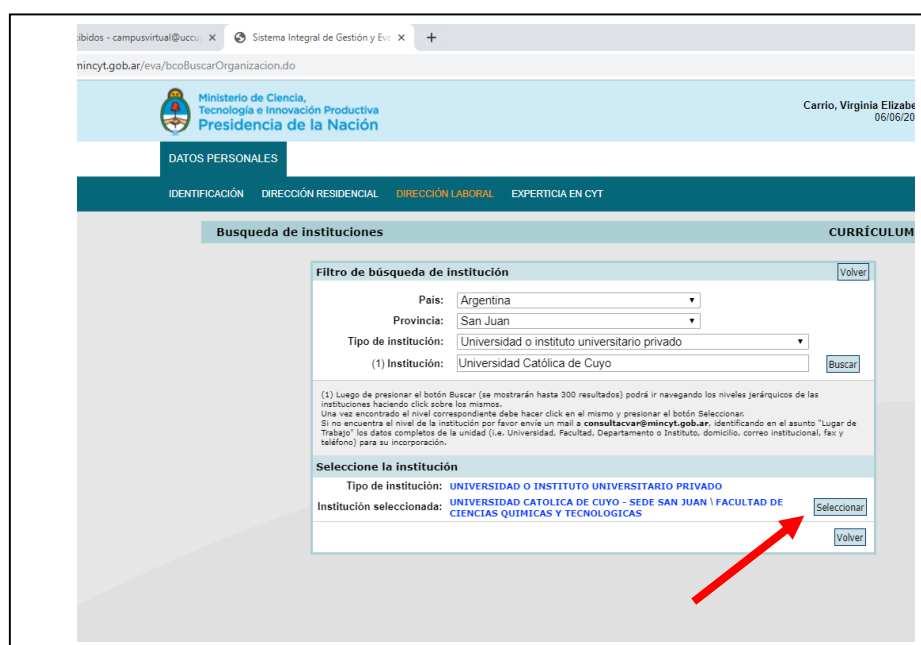 ibidos - campusvirtual@uccuy × Sistema Integral de Gestión y Eva × +
mincyt.gob.ar/eva/bcoBuscarOrganizacion.do
Ministerio de Ciencia,
Tecnología e Innovación Productiva
Presidencia de la Nación
Carrio, Virginia Elizabe
06/06/20
DATOS PERSONALES
IDENTIFICACIÓN DIRECCIÓN RESIDENCIAL DIRECCIÓN LABORAL EXPERTICIA EN CYT
Busqueda de instituciones CURRÍCULUM
Filtro de búsqueda de institución Volver
País: Argentina
Provincia: San Juan
Tipo de institución: Universidad o instituto universitario privado
(1) Institución: Universidad Católica de Cuyo Buscar
(1) Luego de presionar el botón Buscar (se mostrarán hasta 300 resultados) podrá ir navegando los niveles jerárquicos de las
instituciones haciendo click sobre los mismos.
Una vez encontrado el nivel correspondiente debe hacer click en el mismo y presionar el botón Seleccionar.
Si no encuentra el nivel de la institución por favor envíe un mail a consultacvar@mincyt.gob.ar, identificando en el asunto "Lugar de
Trabajo" los datos completos de la unidad (i.e. Universidad, Facultad, Departamento o Instituto, domicilio, correo institucional, fax y
teléfono) para su incorporación.
Seleccione la institución
Tipo de institución: UNIVERSIDAD O INSTITUTO UNIVERSITARIO PRIVADO
Institución seleccionada: UNIVERSIDAD CATOLICA DE CUYO - SEDE SAN JUAN \ FACULTAD DE
CIENCIAS QUIMICAS Y TECNOLOGICAS Seleccionar
Volver